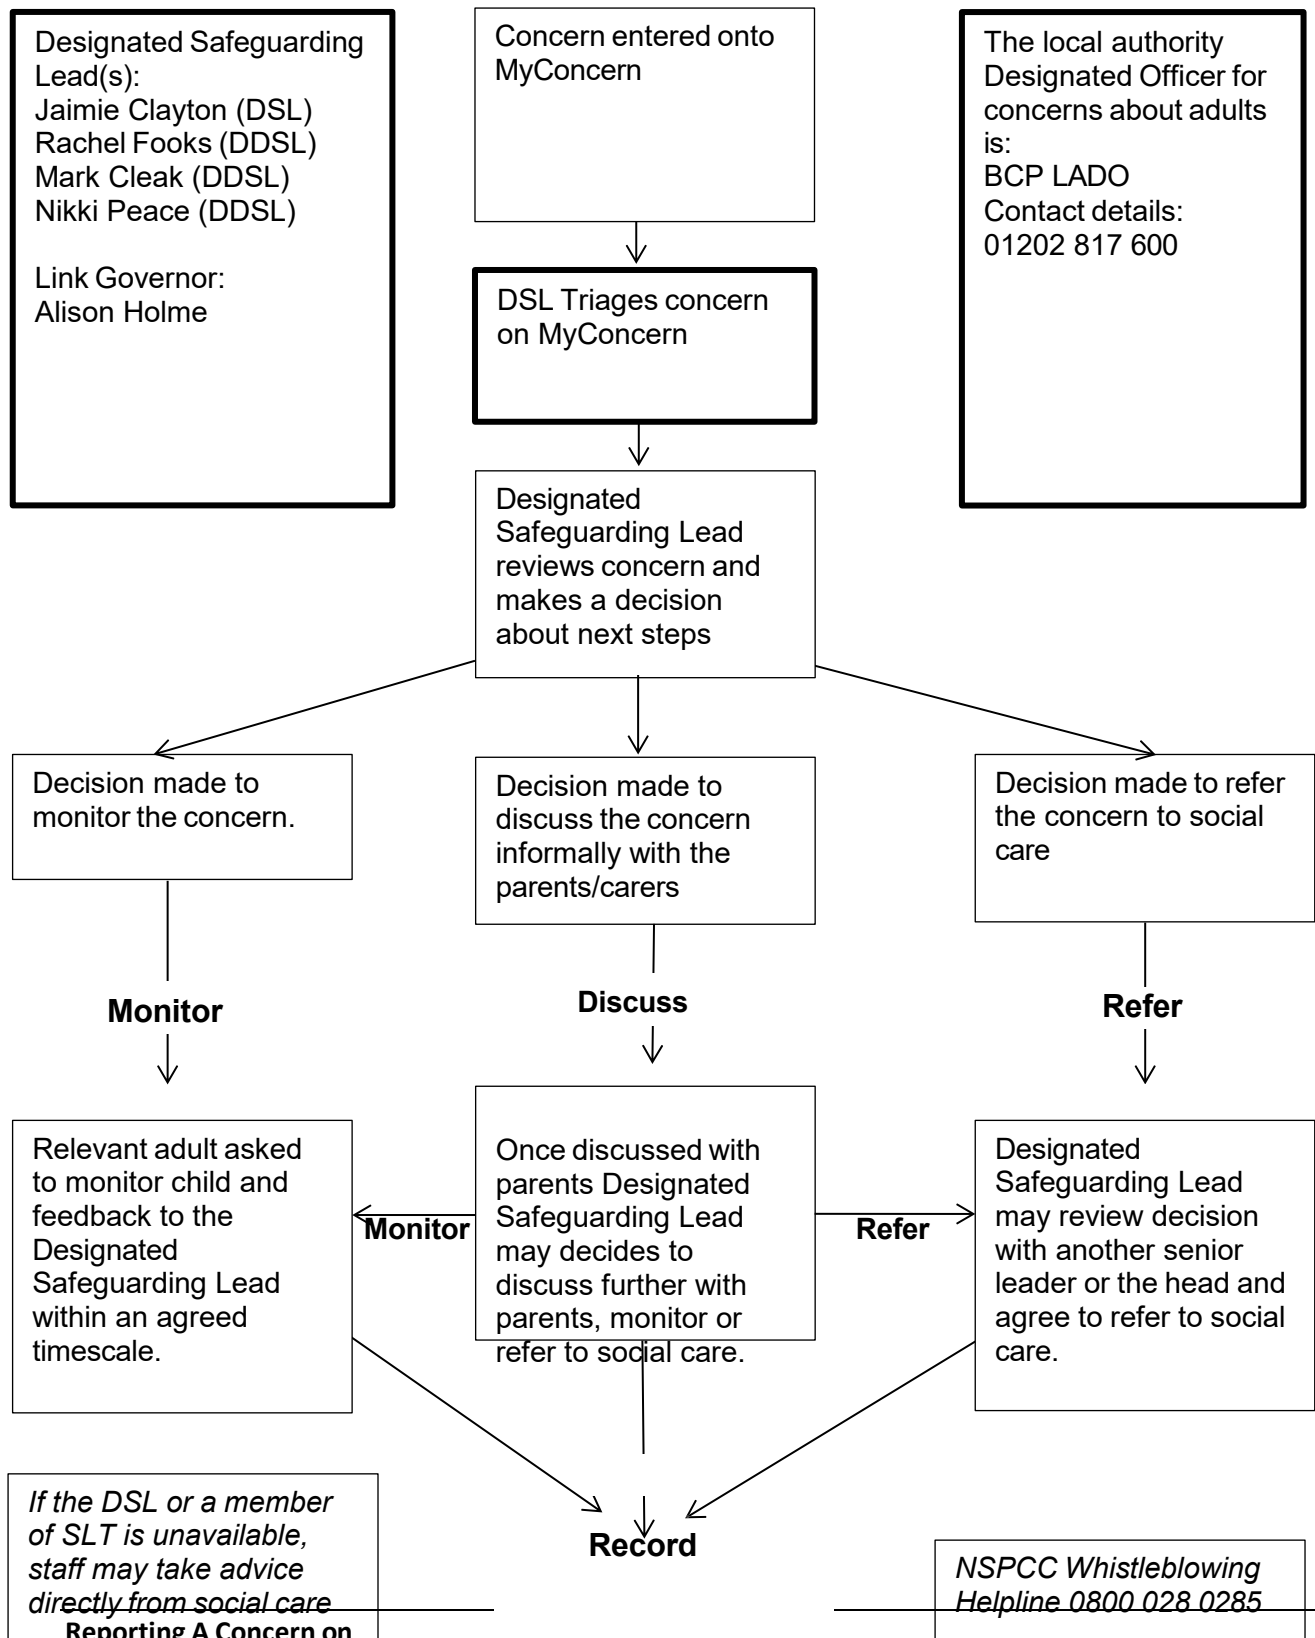 Designated Safeguarding
Lead(s):
Jaimie Clayton (DSL)
Rachel Fooks (DDSL)
Mark Cleak (DDSL)
Nikki Peace (DDSL)
Link Governor:
Alison Holme
Concern entered onto
MyConcern
The local authority
Designated Officer for
concerns about adults
is:
BCP LADO
Contact details:
01202 817 600
DSL Triages concern
on MyConcern
Designated
Safeguarding Lead
reviews concern and
makes a decision
about next steps
Decision made to
monitor the concern.
Decision made to
discuss the concern
informally with the
parents/carers
Decision made to refer
the concern to social
care
Monitor
Discuss
Refer
Relevant adult asked
to monitor child and
feedback to the
Designated
Safeguarding Lead
within an agreed
timescale.
Monitor
Once discussed with
parents Designated
Safeguarding Lead
may decides to
discuss further with
parents, monitor or
refer to social care.
Refer
Designated
Safeguarding Lead
may review decision
with another senior
leader or the head and
agree to refer to social
care.
If the DSL or a member
of SLT is unavailable,
staff may take advice
directly from social care
Record
NSPCC Whistleblowing
Helpline 0800 028 0285
Reporting A Concern on